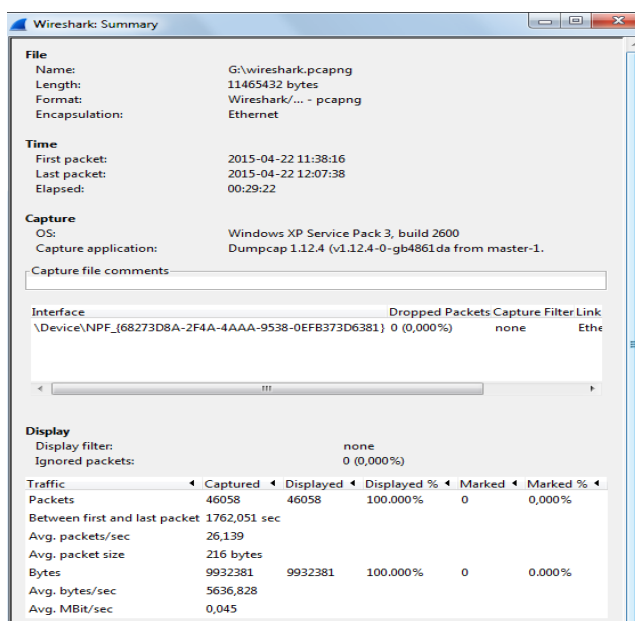 Wireshark: Summary
File
Name: G:\wireshark.pcapng
Length: 11465432 bytes
Format: Wireshark/... - pcapng
Encapsulation: Ethernet
Time
First packet: 2015-04-22 11:38:16
Last packet: 2015-04-22 12:07:38
Elapsed: 00:29:22
Capture
OS: Windows XP Service Pack 3, build 2600
Capture application: Dumpcap 1.12.4 (v1.12.4-0-gb4861da from master-1.
Capture file comments
Interface Dropped Packets Capture Filter Link
\Device\NPF_{68273D8A-2F4A-4AAA-9538-0EFB373D6381} 0 (0,000%) none Ethe
Display
Display filter: none
Ignored packets: 0 (0,000%)
Traffic Captured Displayed Displayed % Marked Marked %
Packets 46058 46058 100.000% 0 0,000%
Between first and last packet 1762,051 sec
Avg. packets/sec 26,139
Avg. packet size 216 bytes
Bytes 9932381 9932381 100.000% 0 0.000%
Avg. bytes/sec 5636,828
Avg. MBit/sec 0,045